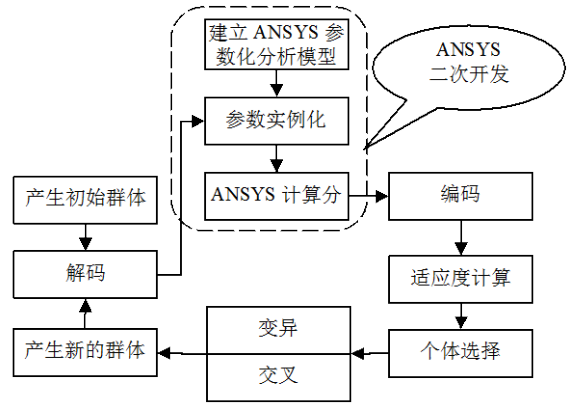 建立 ANSYS 参
数化分析模型
ANSYS
二次开发
参数实例化
ANSYS 计算分
产生初始群体
编码
解码
适应度计算
产生新的群体
变异
交叉
个体选择